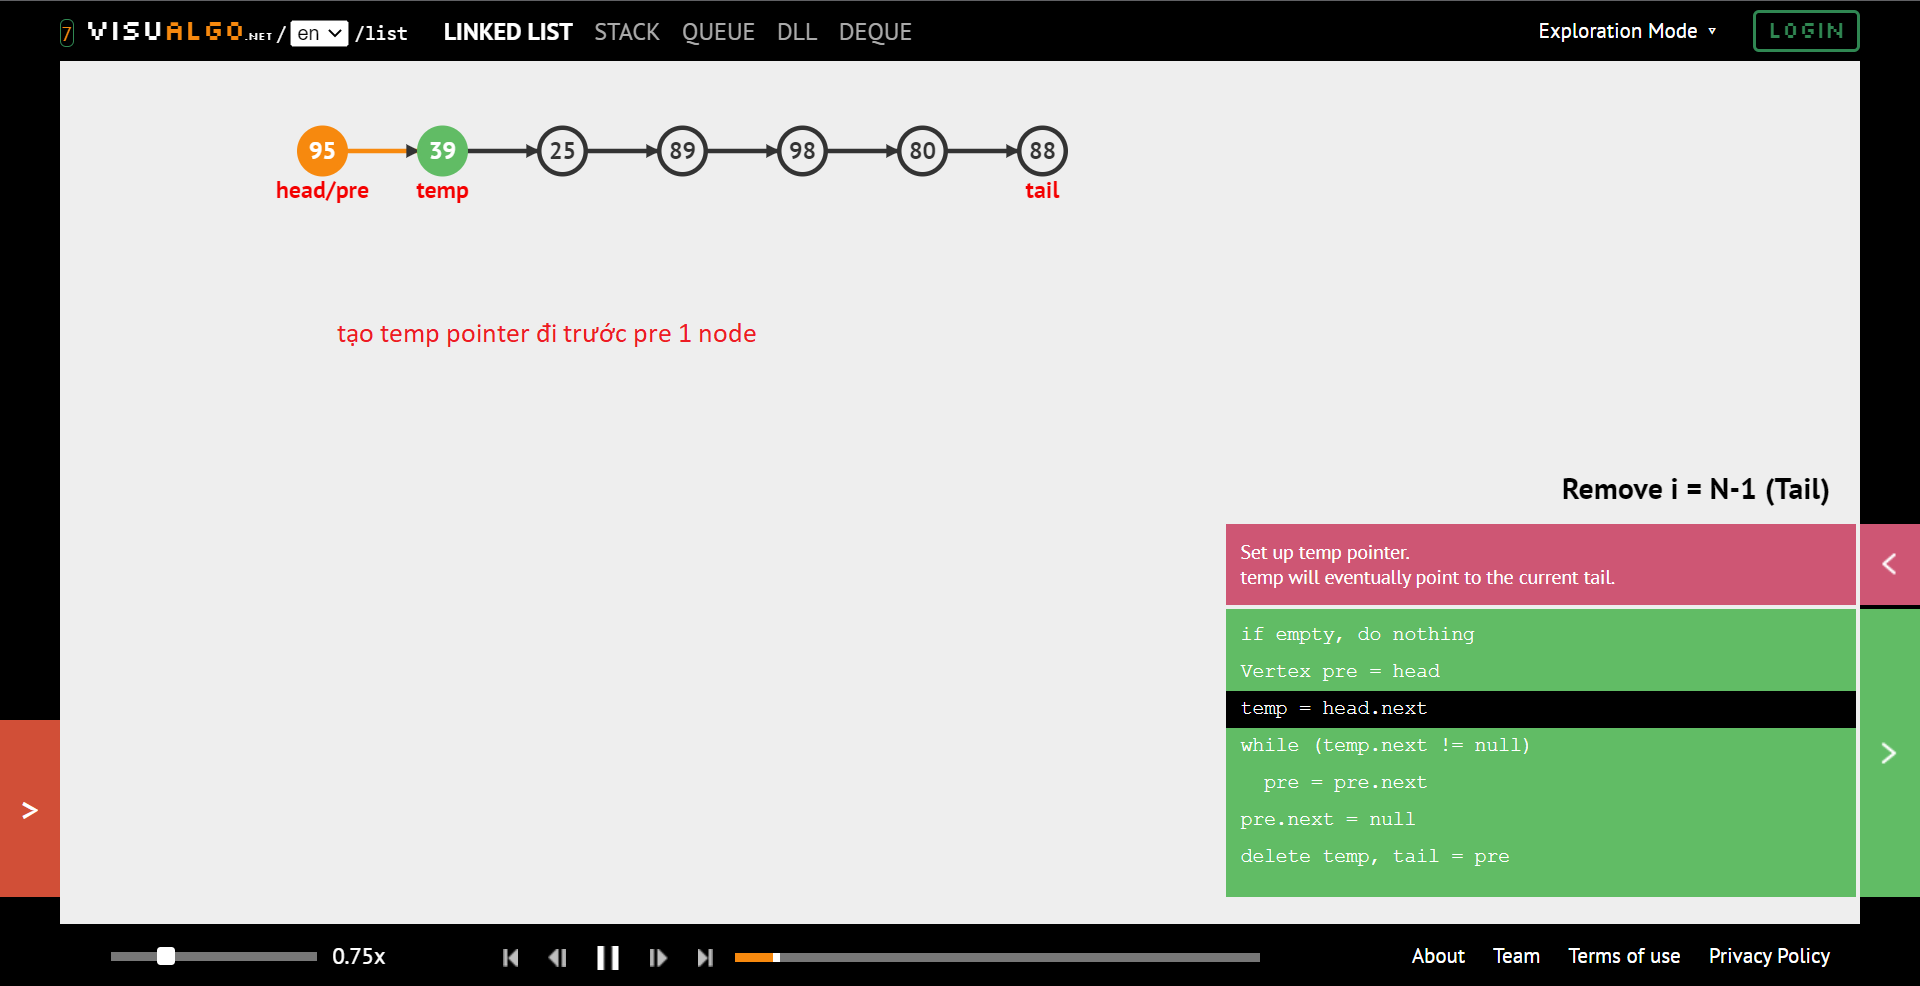 7 VISUALGO.NET / en /list LINKED LIST STACK QUEUE DLL DEQUE Exploration Mode ▾ LOGIN
95 39 25 89 98 80 88
head/pre temp tail
tạo temp pointer đi trước pre 1 node
Remove i = N-1 (Tail)
Set up temp pointer.
temp will eventually point to the current tail.
<
if empty, do nothing
Vertex pre = head
temp = head.next
while (temp.next != null)
  pre = pre.next
pre.next = null
delete temp, tail = pre
>
>
0.75x About Team Terms of use Privacy Policy